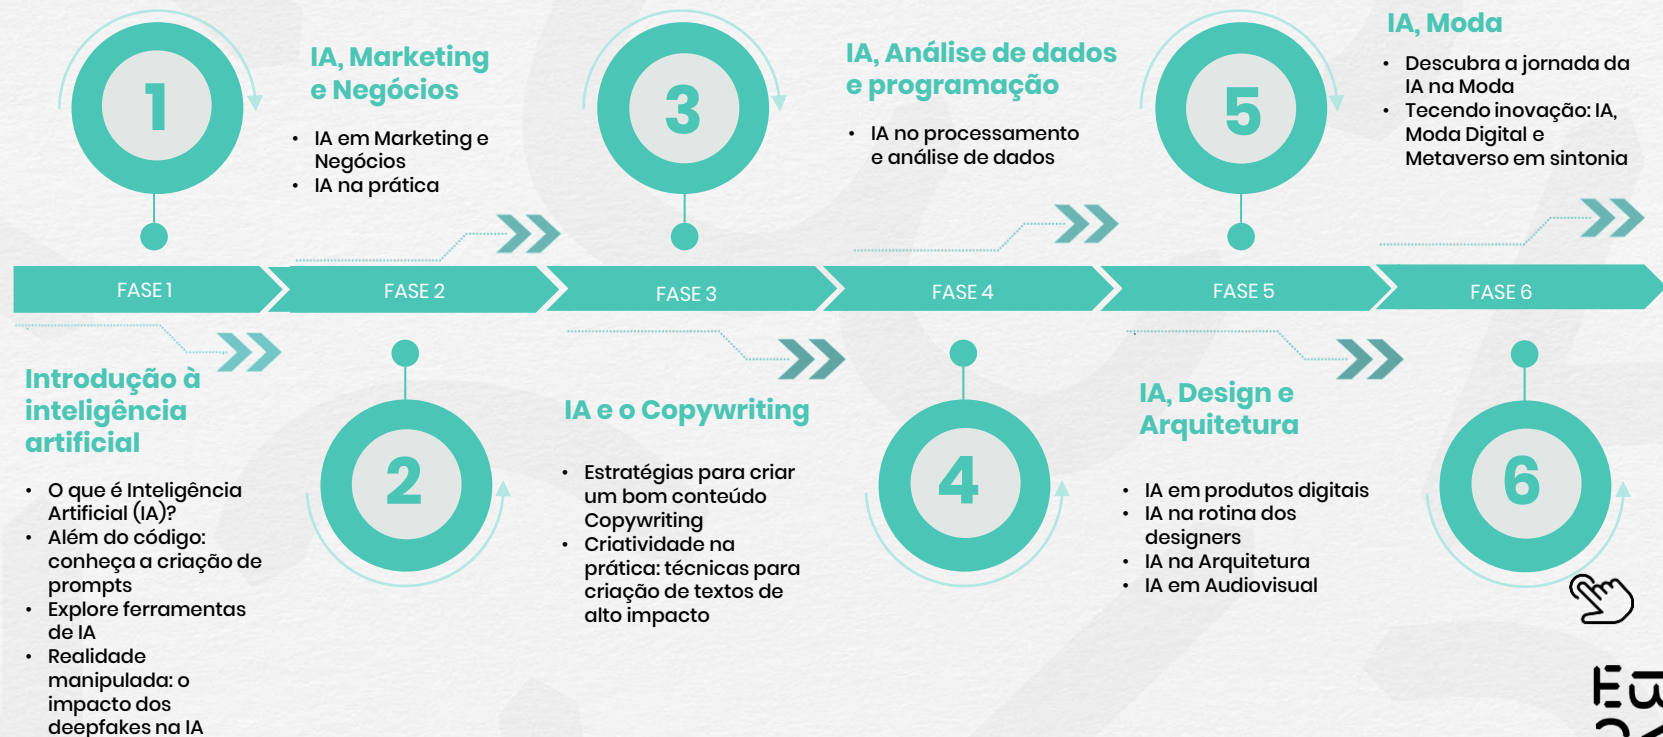 1
IA, Marketing
e Negócios
• IA em Marketing e
Negócios
• IA na prática
3
IA, Análise de dados
e programação
• IA no processamento
e análise de dados
5
IA, Moda
• Descubra a jornada da
IA na Moda
• Tecendo inovação: IA,
Moda Digital e
Metaverso em sintonia
FASE 1
FASE 2
FASE 3
FASE 4
FASE 5
FASE 6
Introdução à
inteligência
artificial
• O que é Inteligência
Artificial (IA)?
• Além do código:
conheça a criação de
prompts
• Explore ferramentas
de IA
• Realidade
manipulada: o
impacto dos
deepfakes na IA
2
IA e o Copywriting
• Estratégias para criar
um bom conteúdo
Copywriting
• Criatividade na
prática: técnicas para
criação de textos de
alto impacto
4
IA, Design e
Arquitetura
• IA em produtos digitais
• IA na rotina dos
designers
• IA na Arquitetura
• IA em Audiovisual
6